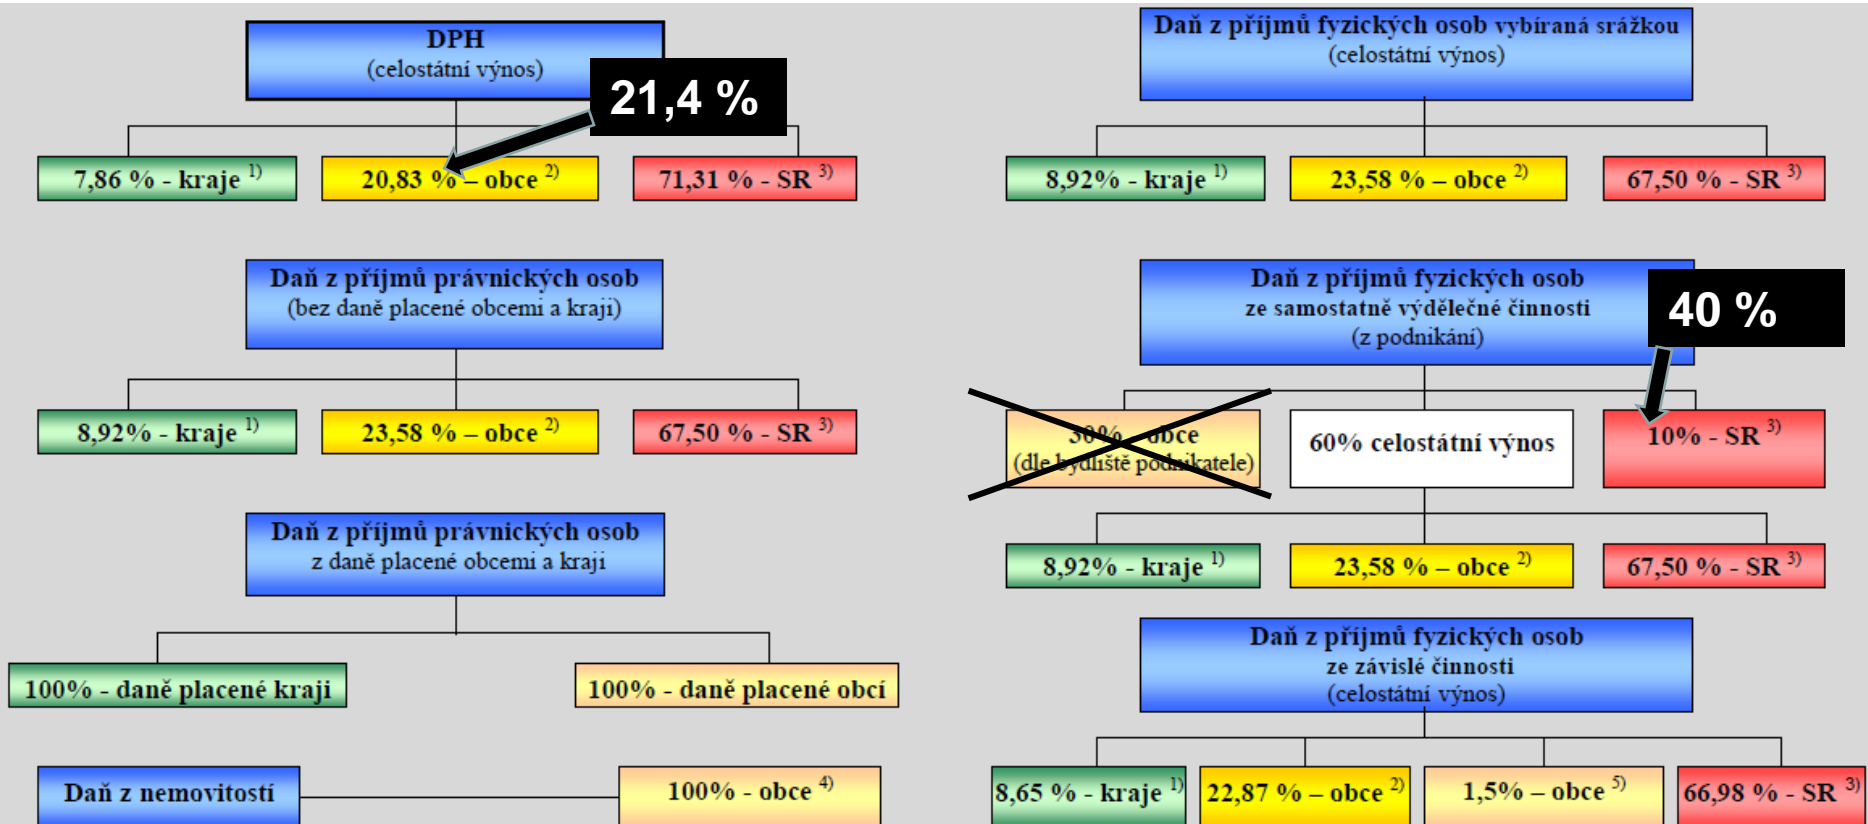 DPH
(celostátní výnos)
21,4 %
7,86 % - kraje 1)
20,83 % – obce 2)
71,31 % - SR 3)
Daň z příjmů právnických osob
(bez daně placené obcemi a kraji)
8,92% - kraje 1)
23,58 % – obce 2)
67,50 % - SR 3)
Daň z příjmů právnických osob
z daně placené obcemi a kraji
100% - daně placené kraji
100% - daně placené obcí
Daň z nemovitostí
100% - obce 4)
Daň z příjmů fyzických osob vybíraná srážkou
(celostátní výnos)
8,92% - kraje 1)
23,58 % – obce 2)
67,50 % - SR 3)
Daň z příjmů fyzických osob
ze samostatně výdělečné činnosti
(z podnikání)
40 %
30% - obce
(dle bydliště podnikatele)
60% celostátní výnos
10% - SR 3)
8,92% - kraje 1)
23,58 % – obce 2)
67,50 % - SR 3)
Daň z příjmů fyzických osob
ze závislé činnosti
(celostátní výnos)
8,65 % - kraje 1)
22,87 % – obce 2)
1,5% – obce 5)
66,98 % - SR 3)